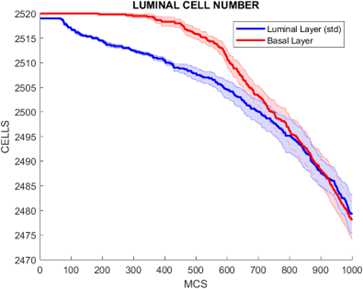 LUMINAL CELL NUMBER
2520
2515
2510
2505
2500
2495
2490
2485
2480
2475
2470
CELLS
Luminal Layer (std)
Basal Layer
0 100 200 300 400 500 600 700 800 900 1000
MCS